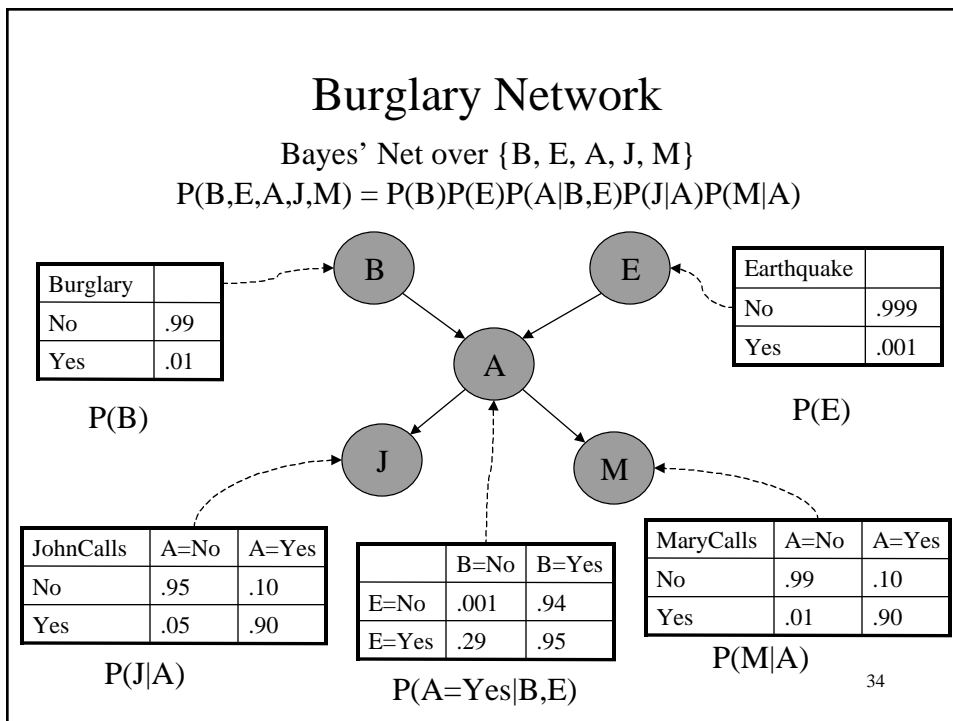 Burglary Network
Bayes' Net over {B, E, A, J, M}
P(B,E,A,J,M) = P(B)P(E)P(A|B,E)P(J|A)P(M|A)
B
E
Burglary
No .99
Yes .01
P(B)
Earthquake
No .999
Yes .001
P(E)
A
J
M
JohnCalls A=No A=Yes
No .95 .10
Yes .05 .90
P(J|A)
B=No B=Yes
E=No .001 .94
E=Yes .29 .95
P(A=Yes|B,E)
MaryCalls A=No A=Yes
No .99 .10
Yes .01 .90
P(M|A)
34